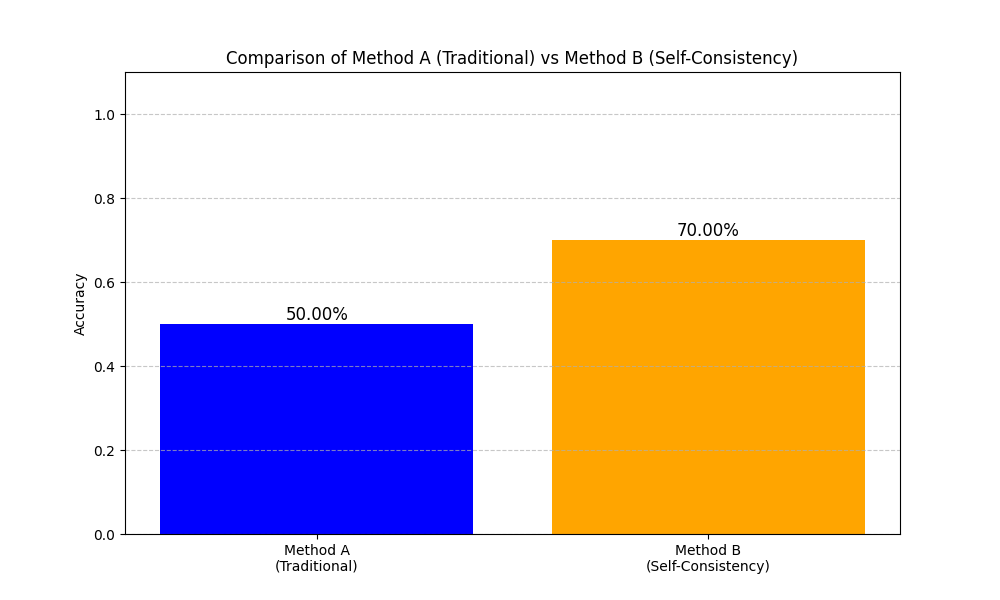 Comparison of Method A (Traditional) vs Method B (Self-Consistency)
1.0
0.8
0.6
0.4
0.2
0.0
Accuracy
50.00%
70.00%
Method A
(Traditional)
Method B
(Self-Consistency)